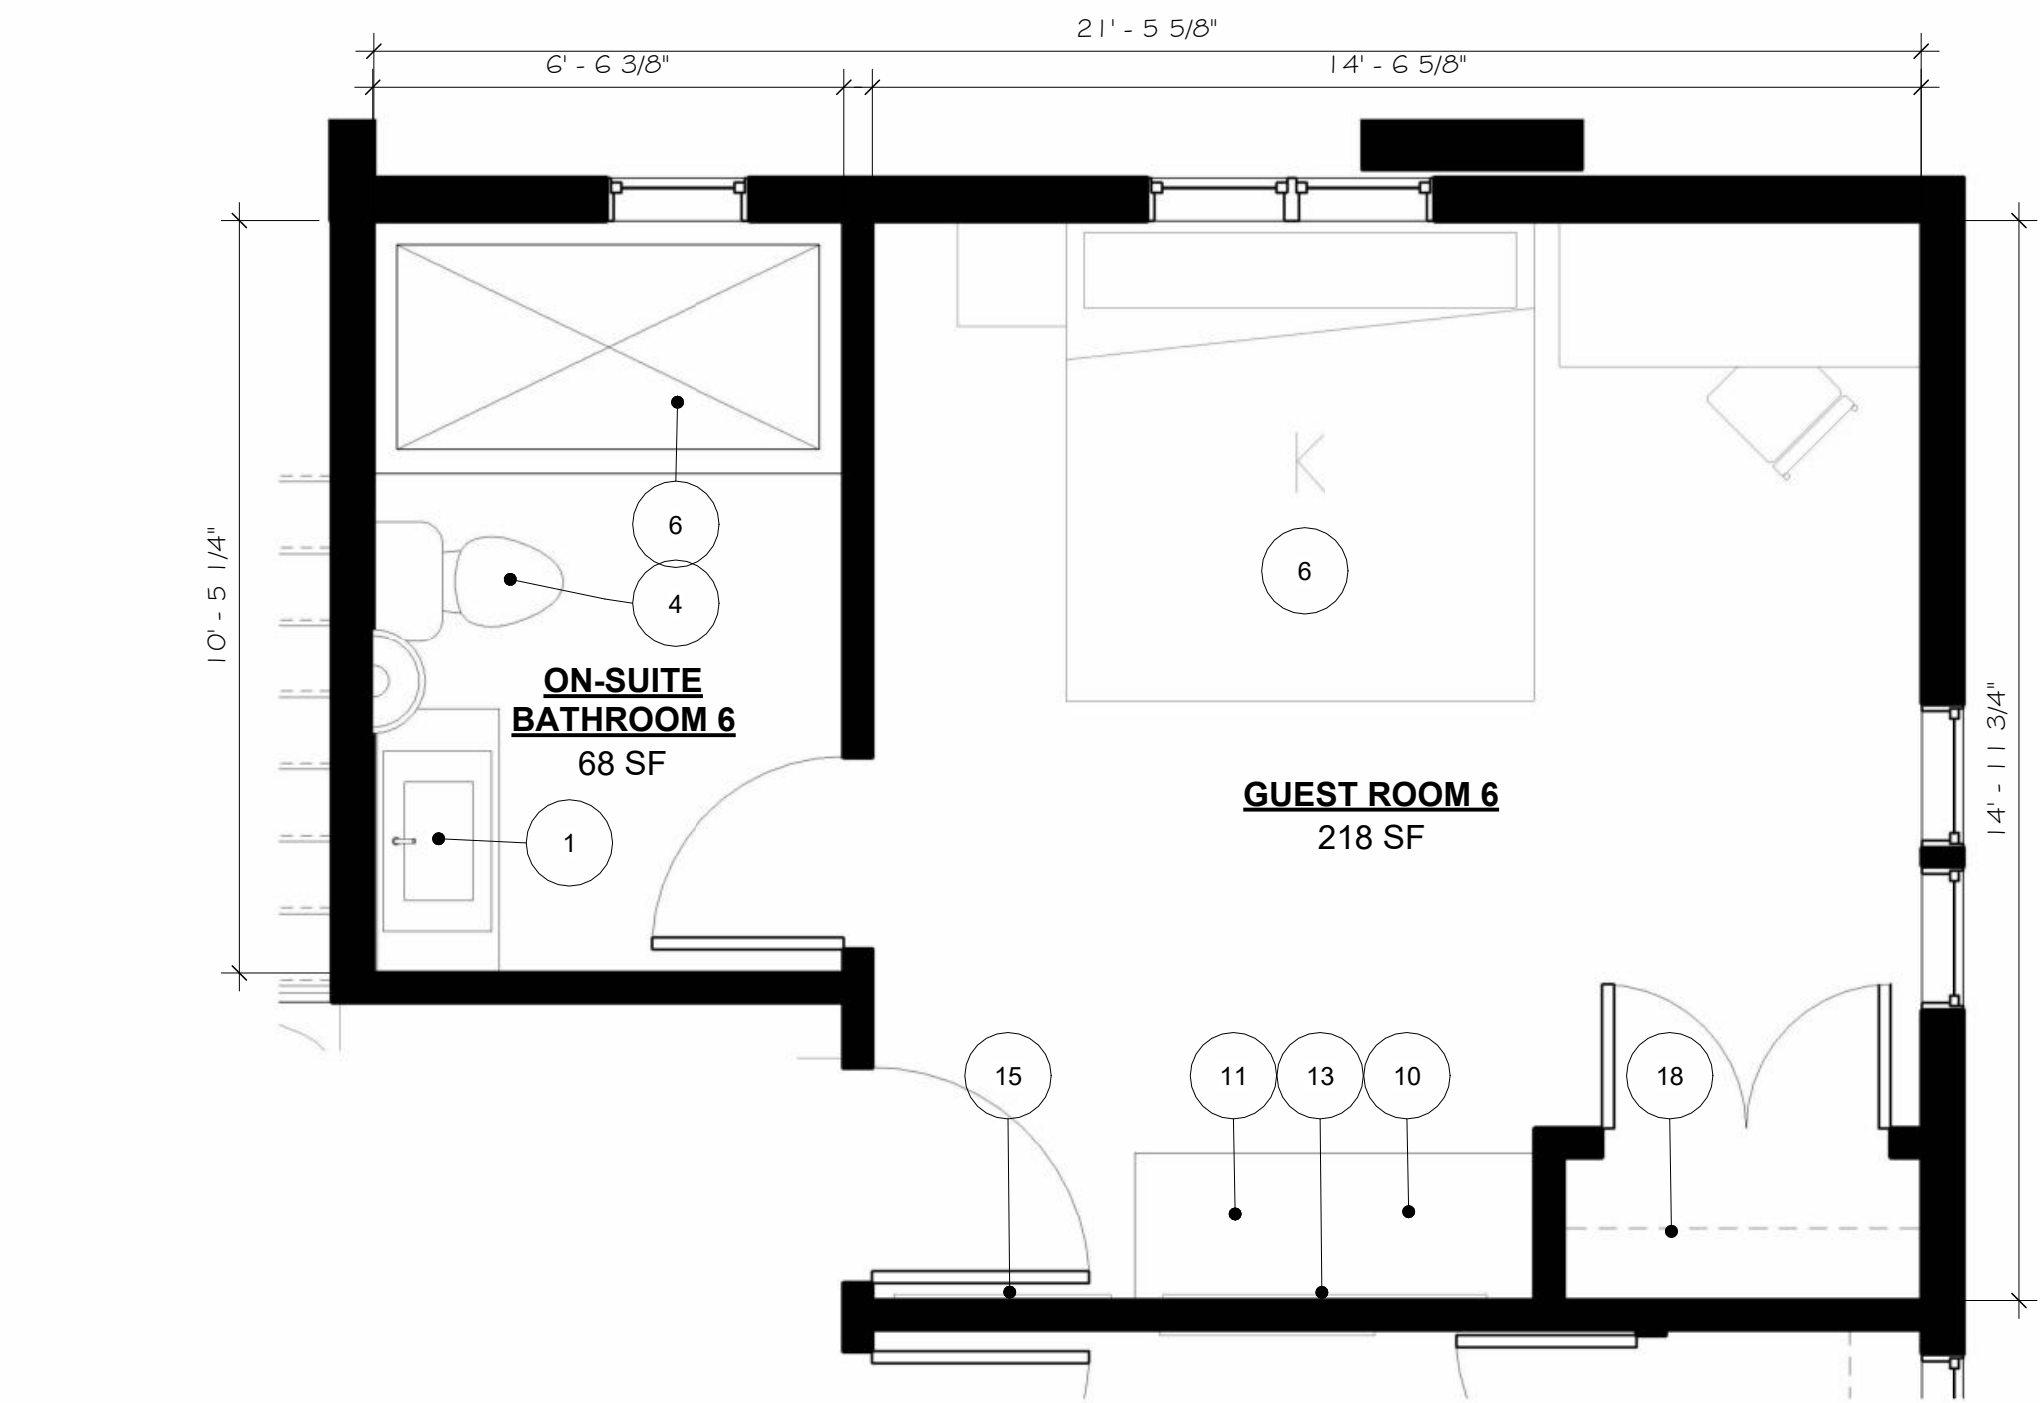 21' - 5 5/8"
6' - 6 3/8"
14' - 6 5/8"
10' - 5 1/4"
14' - 11 3/4"
K
6
6
4
ON-SUITE
BATHROOM 6
68 SF
1
GUEST ROOM 6
218 SF
15
11
13
10
18